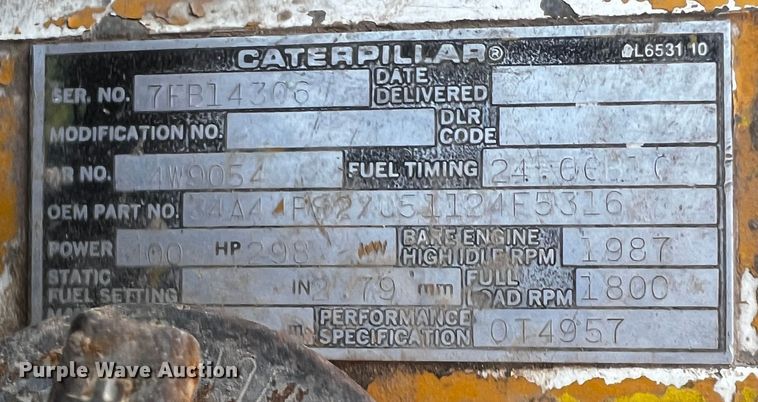 CATERPILLAR®
L6531 10
SER. NO. 7FB14306 DATE DELIVERED
MODIFICATION NO. DLR CODE
AR NO. 4W9054 FUEL TIMING
OEM PART NO.
POWER 400 HP 298 kW BARE ENGINE HIGH IDLE RPM 1987
STATIC FUEL SETTING IN 2.79 mm FULL LOAD RPM 1800
PERFORMANCE SPECIFICATION 0T4957
Purple Wave Auction